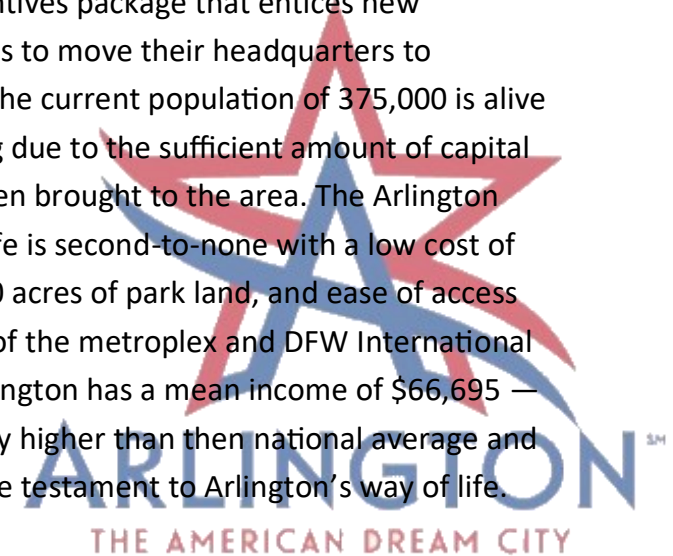 ntives package that entices new
s to move their headquarters to
he current population of 375,000 is alive
g due to the sufficient amount of capital
en brought to the area. The Arlington
fe is second-to-none with a low cost of
0 acres of park land, and ease of access
of the metroplex and DFW International
ngton has a mean income of $66,695 —
y higher than then national average and
e testament to Arlington’s way of life.
ARLINGTON℠
THE AMERICAN DREAM CITY